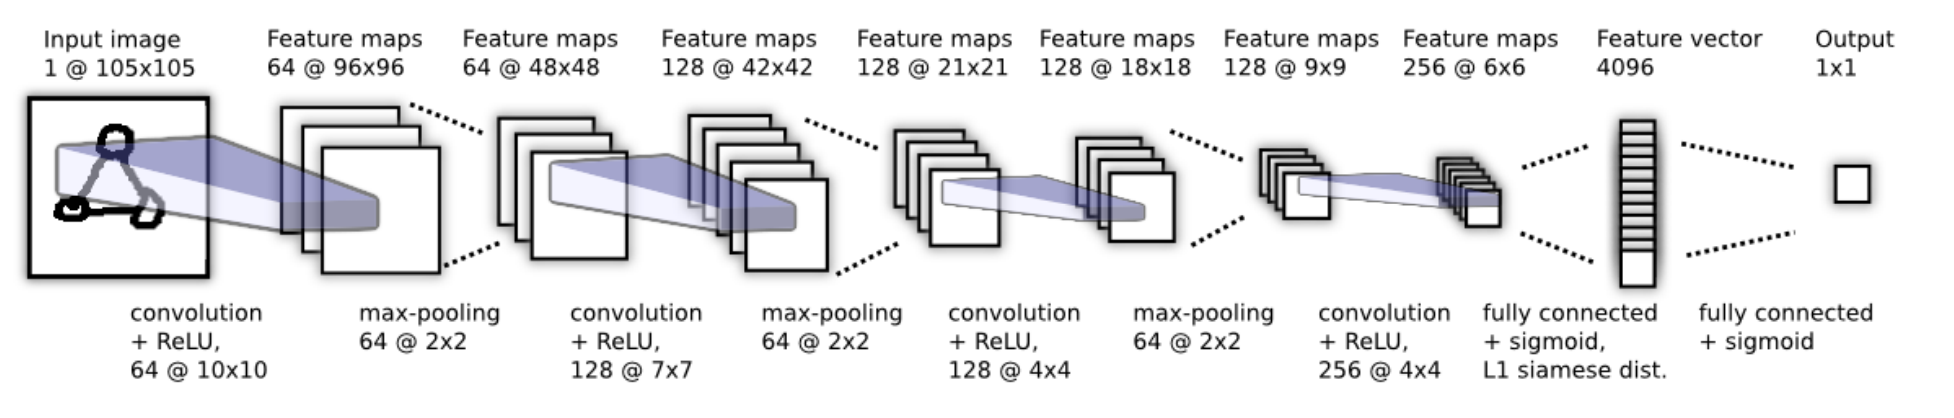 Input image
1 @ 105x105
Feature maps
64 @ 96x96
Feature maps
64 @ 48x48
Feature maps
128 @ 42x42
Feature maps
128 @ 21x21
Feature maps
128 @ 18x18
Feature maps
128 @ 9x9
Feature maps
256 @ 6x6
Feature vector
4096
Output
1x1
convolution
+ ReLU,
64 @ 10x10
max-pooling
64 @ 2x2
convolution
+ ReLU,
128 @ 7x7
max-pooling
64 @ 2x2
convolution
+ ReLU,
128 @ 4x4
max-pooling
64 @ 2x2
convolution
+ ReLU,
256 @ 4x4
fully connected
+ sigmoid,
L1 siamese dist.
fully connected
+ sigmoid